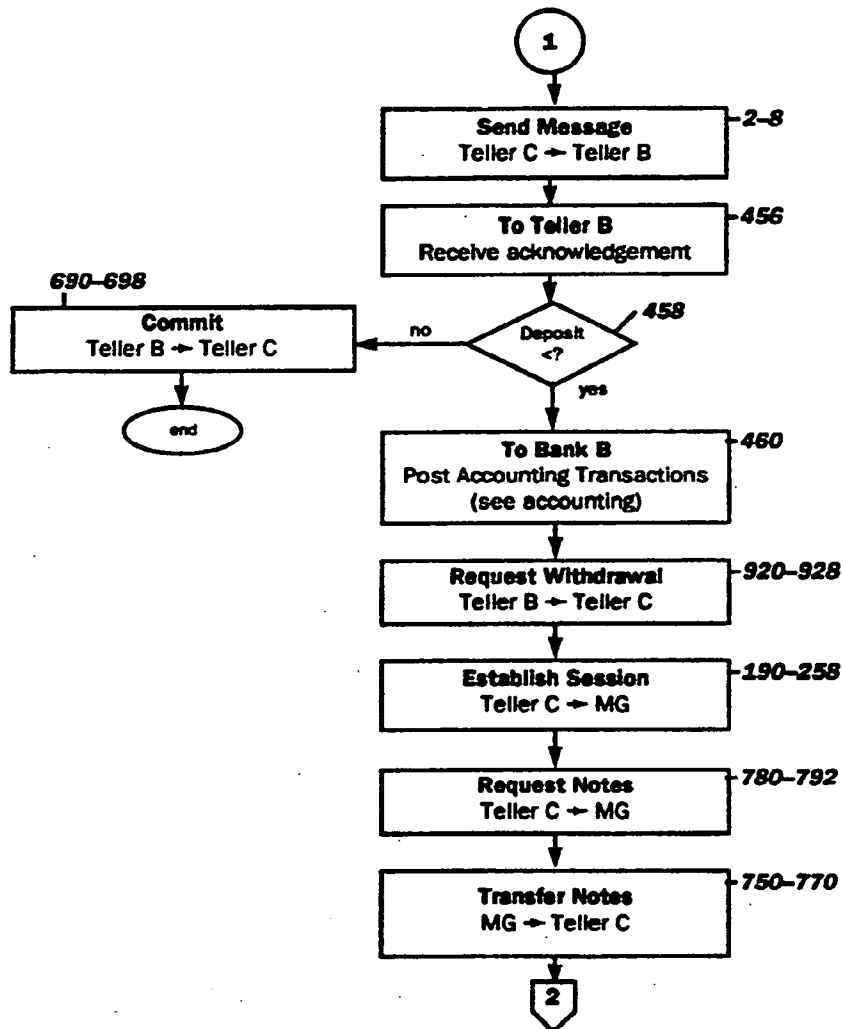 1
Send Message
Teller C → Teller B
2–8
To Teller B
Receive acknowledgement
456
690–698
Commit
Teller B → Teller C
no
Deposit
<?
458
yes
end
To Bank B
Post Accounting Transactions
(see accounting)
460
Request Withdrawal
Teller B → Teller C
920–928
Establish Session
Teller C → MG
190–258
Request Notes
Teller C → MG
780–792
Transfer Notes
MG → Teller C
750–770
2